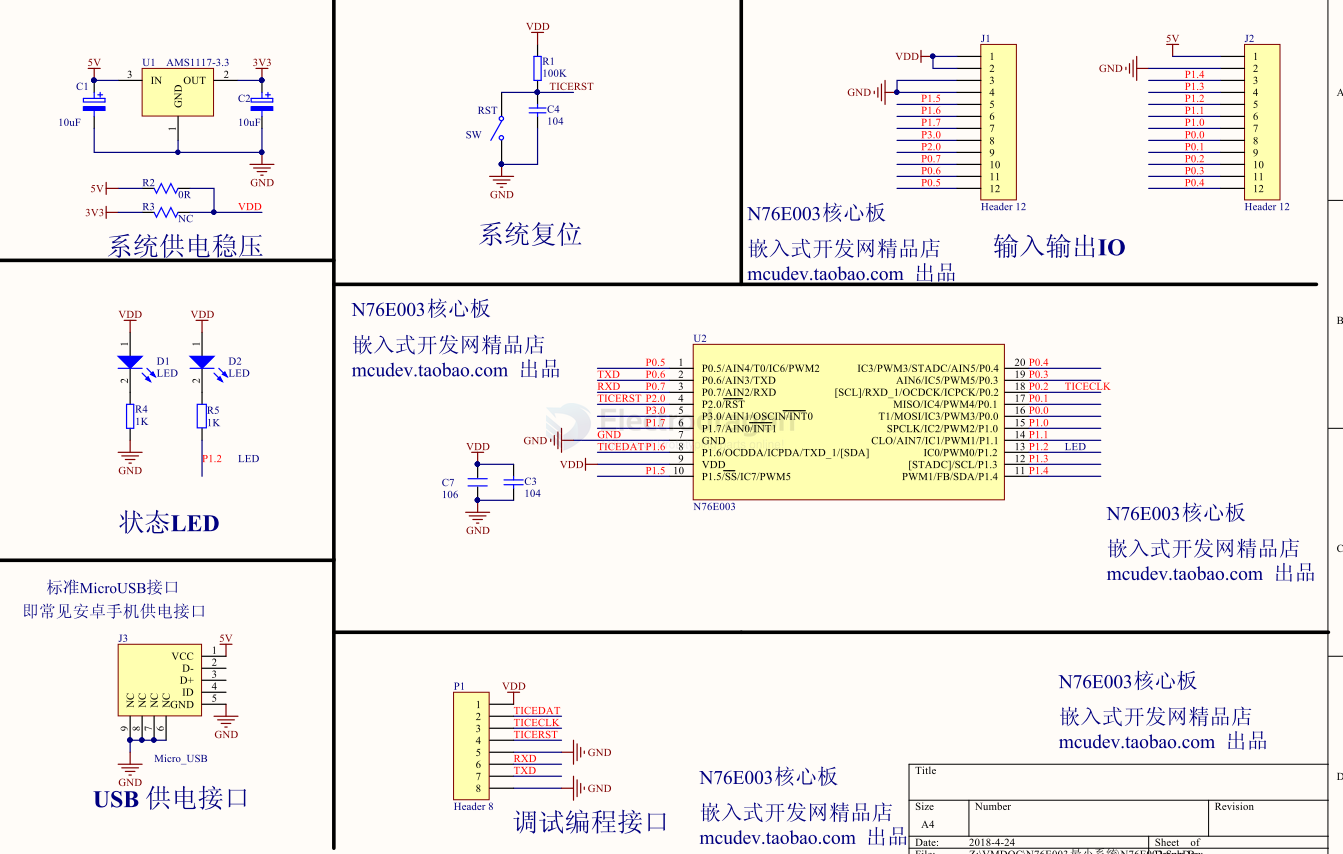 5V
U1 AMS1117-3.3
3V3
C1
3
IN OUT
2
C2
GND
10uF
1
10uF
GND
5V
R2
0R
3V3
R3
NC
VDD
系统供电稳压
VDD
R1
100K
TICERST
RST
C4
104
SW
GND
系统复位
J1
VDD
GND
P1.5
P1.6
P1.7
P3.0
P2.0
P0.7
P0.6
P0.5
1
2
3
4
5
6
7
8
9
10
11
12
Header 12
5V
J2
GND
P1.4
P1.3
P1.2
P1.1
P1.0
P0.0
P0.1
P0.2
P0.3
P0.4
1
2
3
4
5
6
7
8
9
10
11
12
Header 12
N76E003核心板
嵌入式开发网精品店
mcudev.taobao.com 出品
输入输出IO
VDD VDD
1 1
D1
LED
D2
LED
2 2
R4
1K
R5
1K
GND
P1.2 LED
状态LED
N76E003核心板
嵌入式开发网精品店
mcudev.taobao.com 出品
U2
P0.5 1 P0.5/AIN4/T0/IC6/PWM2
TXD P0.6 2 P0.6/AIN3/TXD
RXD P0.7 3 P0.7/AIN2/RXD
TICERST P2.0 4 P2.0/RST
P3.0 5 P3.0/AIN1/OSCIN/INT0
P1.7 6 P1.7/AIN0/INT1
GND GND 7 GND
TICEDAT P1.6 8 P1.6/OCDDA/ICPDA/TXD_1/[SDA]
VDD 9 VDD
P1.5 10 P1.5/SS/IC7/PWM5
IC3/PWM3/STADC/AIN5/P0.4 20 P0.4
AIN6/IC5/PWM5/P0.3 19 P0.3
[SCL]/RXD_1/OCDCK/ICPCK/P0.2 18 P0.2 TICECLK
MISO/IC4/PWM4/P0.1 17 P0.1
T1/MOSI/IC3/PWM3/P0.0 16 P0.0
SPCLK/IC2/PWM2/P1.0 15 P1.0
CLO/AIN7/IC1/PWM1/P1.1 14 P1.1
IC0/PWM0/P1.2 13 P1.2 LED
[STADC]/SCL/P1.3 12 P1.3
PWM1/FB/SDA/P1.4 11 P1.4
N76E003
VDD
C7
106
C3
104
GND
N76E003核心板
嵌入式开发网精品店
mcudev.taobao.com 出品
标准MicroUSB接口
即常见安卓手机供电接口
J3
5V
VCC 1
D- 2
D+ 3
ID 4
GND 5
NC NC NC NC
9 8 7 6
GND
Micro_USB
GND
USB 供电接口
P1
VDD
1
2 TICEDAT
3 TICECLK
4 TICERST
5 GND
6 RXD
7 TXD
8 GND
Header 8
调试编程接口
N76E003核心板
嵌入式开发网精品店
mcudev.taobao.com 出品
N76E003核心板
嵌入式开发网精品店
mcudev.taobao.com 出品
Title
Size
A4
Number
Revision
Date: 2018-4-24 Sheet of
A
B
C
D